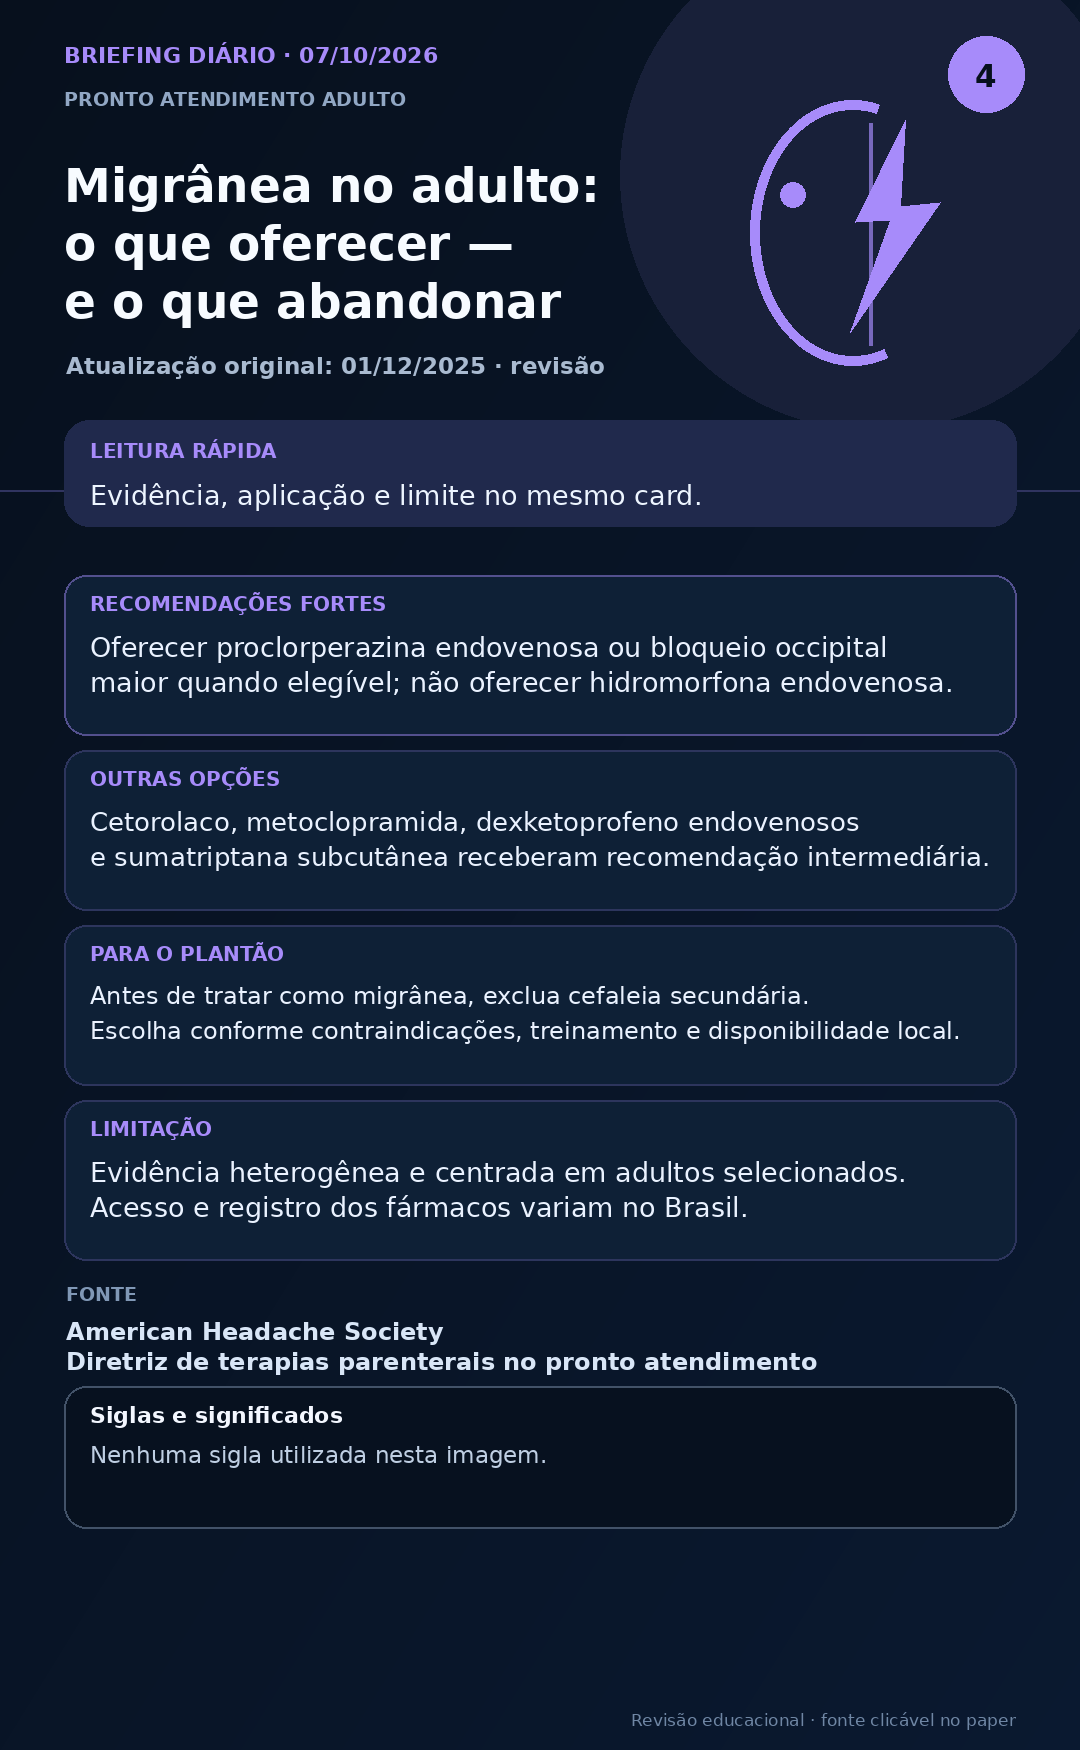 BRIEFING DIÁRIO · 07/10/2026
PRONTO ATENDIMENTO ADULTO
4
Migrânea no adulto:
o que oferecer —
e o que abandonar
Atualização original: 01/12/2025 · revisão
LEITURA RÁPIDA
Evidência, aplicação e limite no mesmo card.
RECOMENDAÇÕES FORTES
Oferecer proclorperazina endovenosa ou bloqueio occipital
maior quando elegível; não oferecer hidromorfona endovenosa.
OUTRAS OPÇÕES
Cetorolaco, metoclopramida, dexketoprofeno endovenosos
e sumatriptana subcutânea receberam recomendação intermediária.
PARA O PLANTÃO
Antes de tratar como migrânea, exclua cefaleia secundária.
Escolha conforme contraindicações, treinamento e disponibilidade local.
LIMITAÇÃO
Evidência heterogênea e centrada em adultos selecionados.
Acesso e registro dos fármacos variam no Brasil.
FONTE
American Headache Society
Diretriz de terapias parenterais no pronto atendimento
Siglas e significados
Nenhuma sigla utilizada nesta imagem.
Revisão educacional · fonte clicável no paper